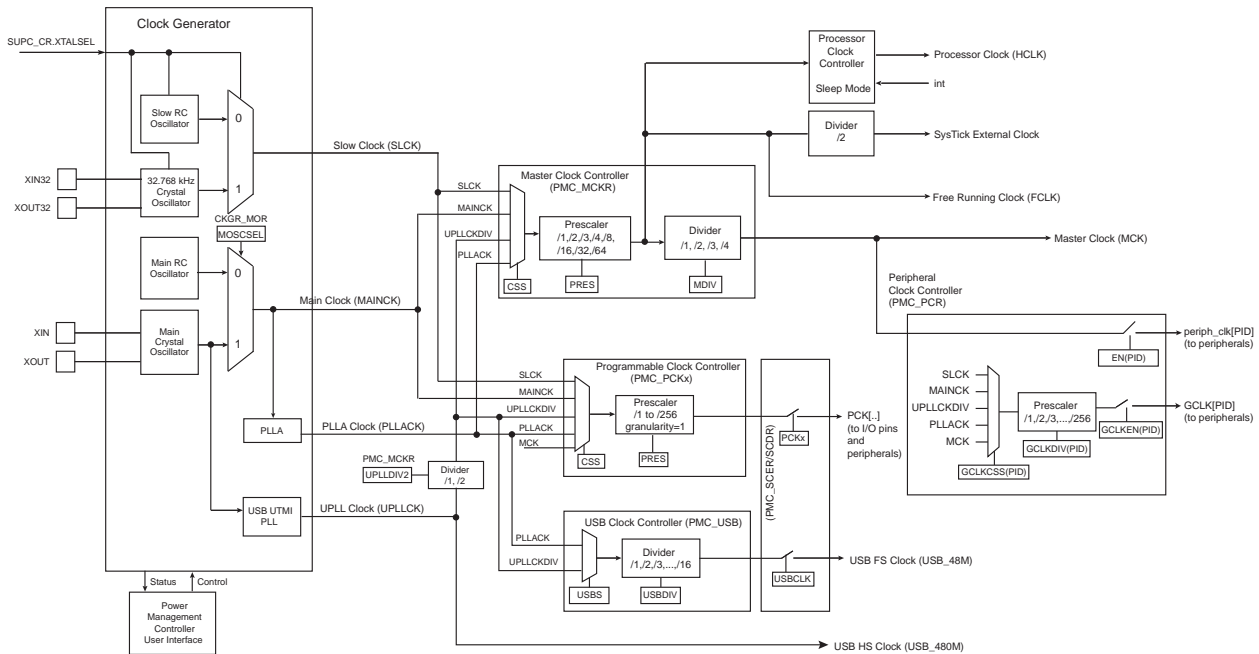 Clock Generator
SUPC_CR.XTALSEL
Slow RC
Oscillator
0
XIN32
XOUT32
32.768 kHz
Crystal
Oscillator
1
Slow Clock (SLCK)
CKGR_MOR
MOSCSEL
Main RC
Oscillator
0
XIN
XOUT
Main
Crystal
Oscillator
1
Main Clock (MAINCK)
PLLA
PLLA Clock (PLLACK)
PMC_MCKR
UPLLDIV2
Divider
/1, /2
USB UTMI
PLL
UPLL Clock (UPLLCK)
Status
Control
Power
Management
Controller
User Interface
Master Clock Controller
(PMC_MCKR)
SLCK
MAINCK
UPLLCKDIV
PLLACK
CSS
Prescaler
/1,/2,/3,/4,/8,
/16,/32,/64
PRES
Divider
/1, /2, /3, /4
MDIV
Processor
Clock
Controller
Sleep Mode
Processor Clock (HCLK)
int
Divider
/2
SysTick External Clock
Free Running Clock (FCLK)
Master Clock (MCK)
Programmable Clock Controller
(PMC_PCKx)
SLCK
MAINCK
UPLLCKDIV
PLLACK
MCK
CSS
Prescaler
/1 to /256
granularity=1
PRES
(PMC_SCER/SCDR)
PCKx
PCK[..]
(to I/O pins
and
peripherals)
USB Clock Controller (PMC_USB)
PLLACK
UPLLCKDIV
USBS
Divider
/1,/2,/3,...,/16
USBDIV
USBCLK
USB FS Clock (USB_48M)
USB HS Clock (USB_480M)
Peripheral
Clock Controller
(PMC_PCR)
EN(PID)
periph_clk[PID]
(to peripherals)
SLCK
MAINCK
UPLLCKDIV
PLLACK
MCK
GCLKCSS(PID)
Prescaler
/1,/2,/3,...,/256
GCLKDIV(PID)
GCLKEN(PID)
GCLK[PID]
(to peripherals)